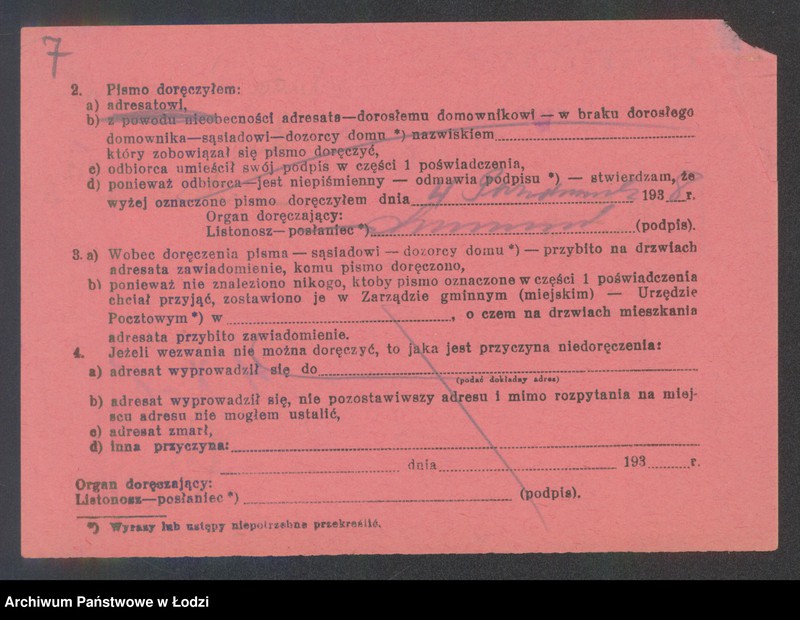 7
2. Pismo doręczyłem:
a) adresatowi,
b) z powodu nieobecności adresata—dorosłemu domownikowi — w braku dorosłego
domownika—sąsiadowi—dozorcy domu *) nazwiskiem
który zobowiązał się pismo doręczyć,
c) odbiorca umieścił swój podpis w części 1 poświadczenia,
d) ponieważ odbiorca—jest niepiśmienny — odmawia podpisu *) — stwierdzam, że
wyżej oznaczone pismo doręczyłem dnia 4 Października 1938 r.
Organ doręczający:
Listonosz—posłaniec *) (podpis).
3. a) Wobec doręczenia pisma — sąsiadowi — dozorcy domu *) — przybito na drzwiach
adresata zawiadomienie, komu pismo doręczono,
b) ponieważ nie znaleziono nikogo, ktoby pismo oznaczone w części 1 poświadczenia
chciał przyjąć, zostawiono je w Zarządzie gminnym (miejskim) — Urzędzie
Pocztowym *) w , o czem na drzwiach mieszkania
adresata przybito zawiadomienie.
4. Jeżeli wezwania nie można doręczyć, to jaka jest przyczyna niedoręczenia:
a) adresat wyprowadził się do
(podać dokładny adres)
b) adresat wyprowadził się, nie pozostawiwszy adresu i mimo rozpytania na miej-
scu adresu nie mogłem ustalić,
c) adresat zmarł,
d) inna przyczyna:
dnia 193 r.
Organ doręczający:
Listonosz—posłaniec *) (podpis).
*) Wyrazy lub ustępy niepotrzebne przekreślić.
Archiwum Państwowe w Łodzi